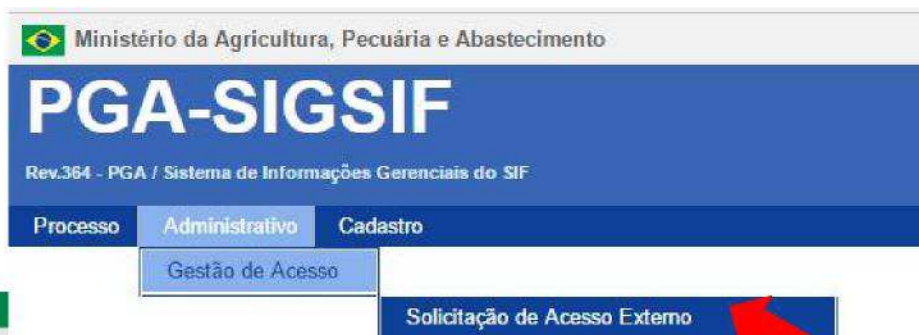 Ministério da Agricultura, Pecuária e Abastecimento
PGA-SIGSIF
Rev.364 - PGA / Sistema de Informações Gerenciais do SIF
Processo Administrativo Cadastro
Gestão de Acesso
Solicitação de Acesso Externo